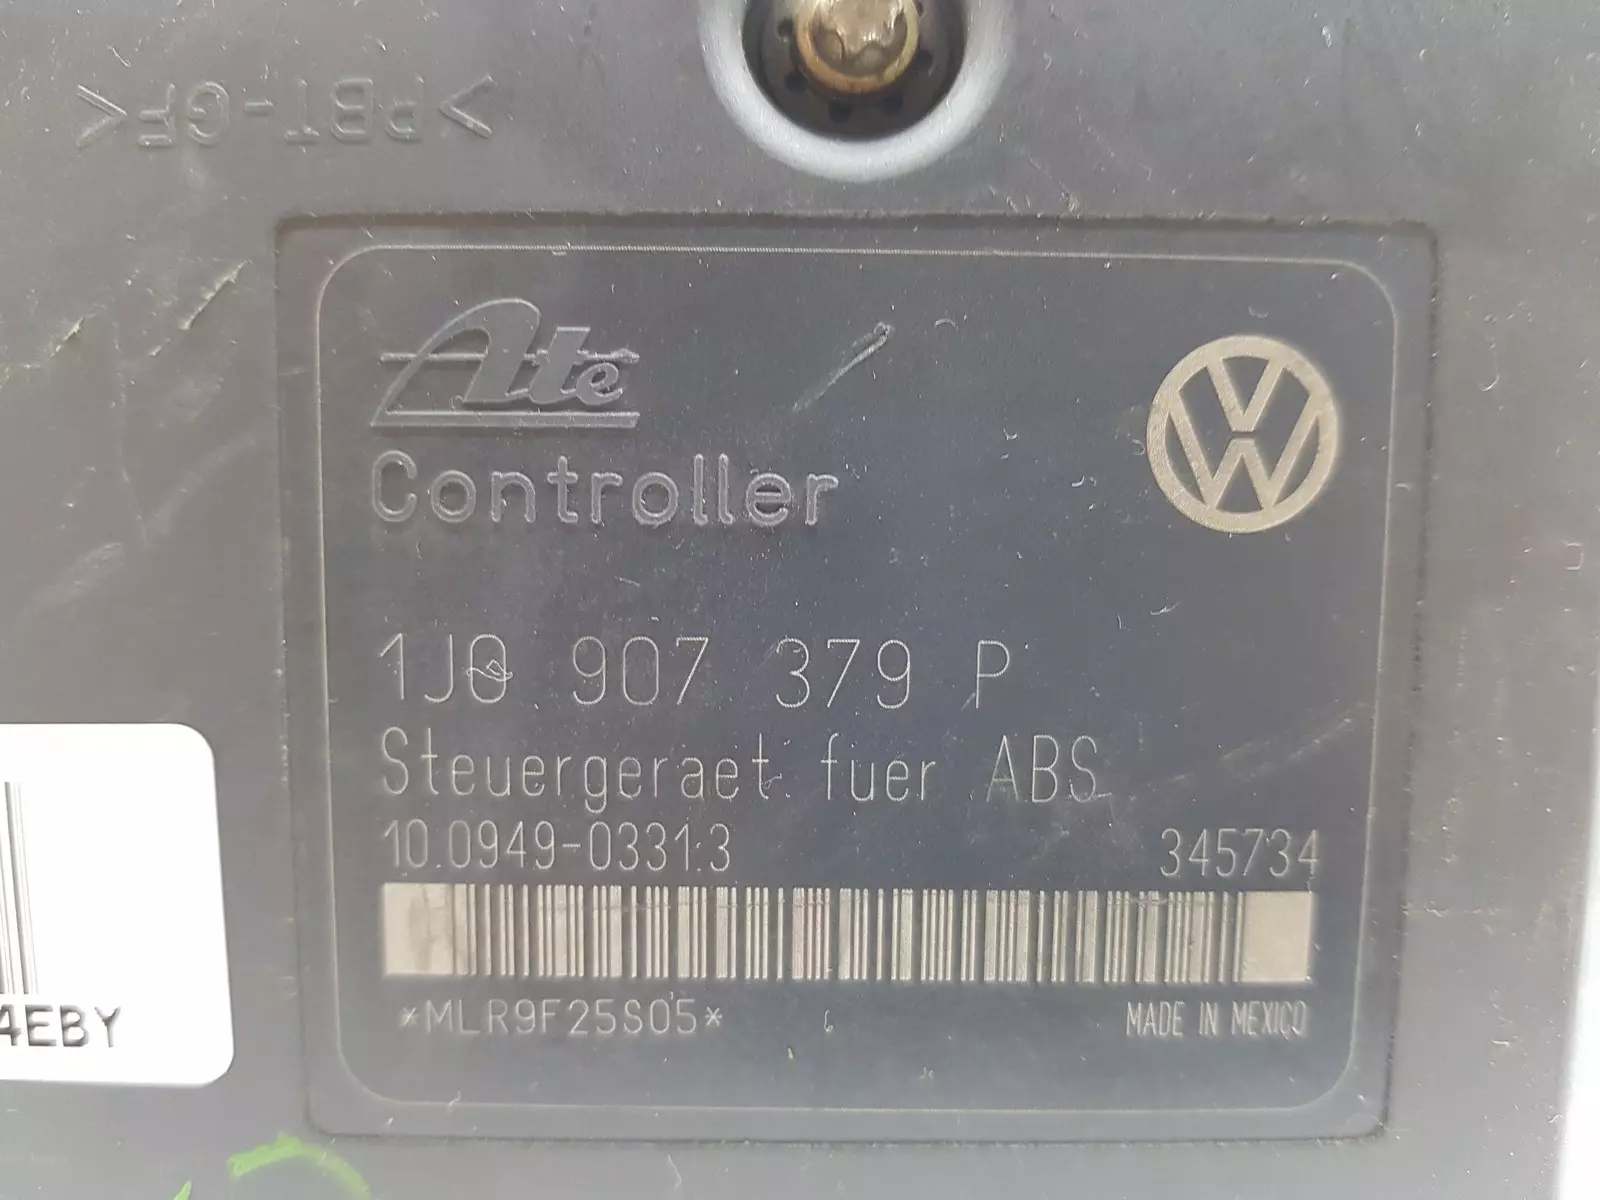 >PBT-GF<
Ate
Controller
1J0 907 379 P
Steuergeraet fuer ABS
10.0949-0331.3 345734
*MLR9F25S05* MADE IN MEXICO
4EBY